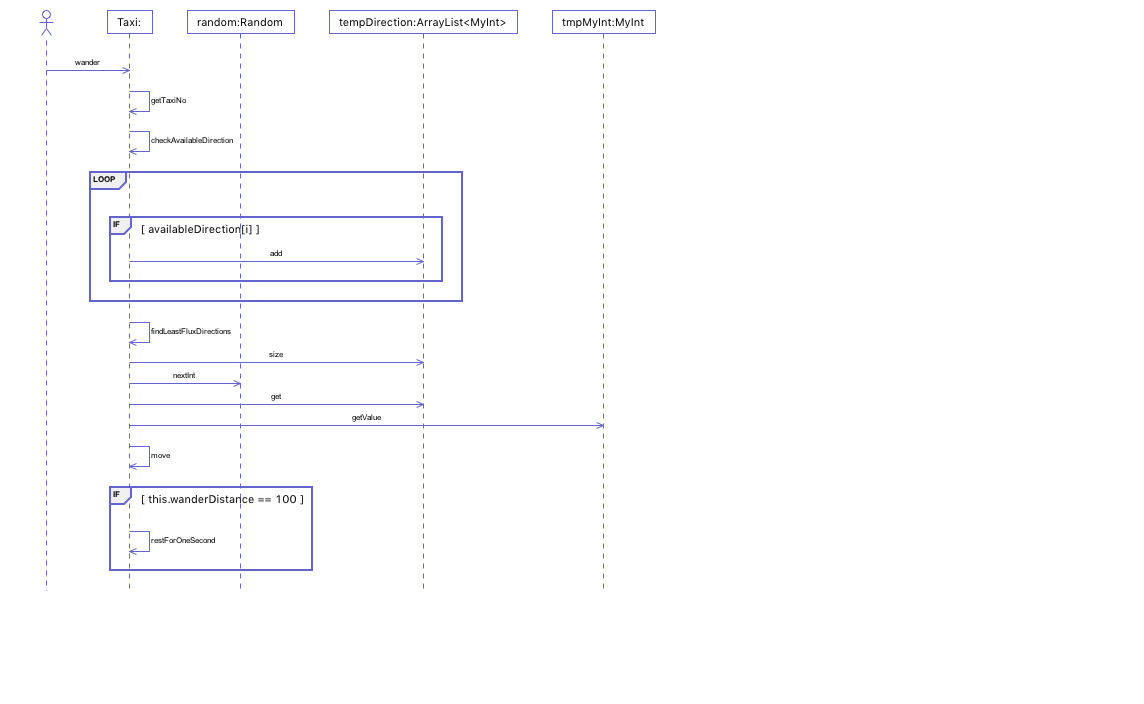 Taxi:
random:Random
tempDirection:ArrayList<MyInt>
tmpMyInt:MyInt
wander
getTaxiNo
checkAvailableDirection
LOOP
IF
[ availableDirection[i] ]
add
findLeastFluxDirections
size
nextInt
get
getValue
move
IF
[ this.wanderDistance == 100 ]
restForOneSecond